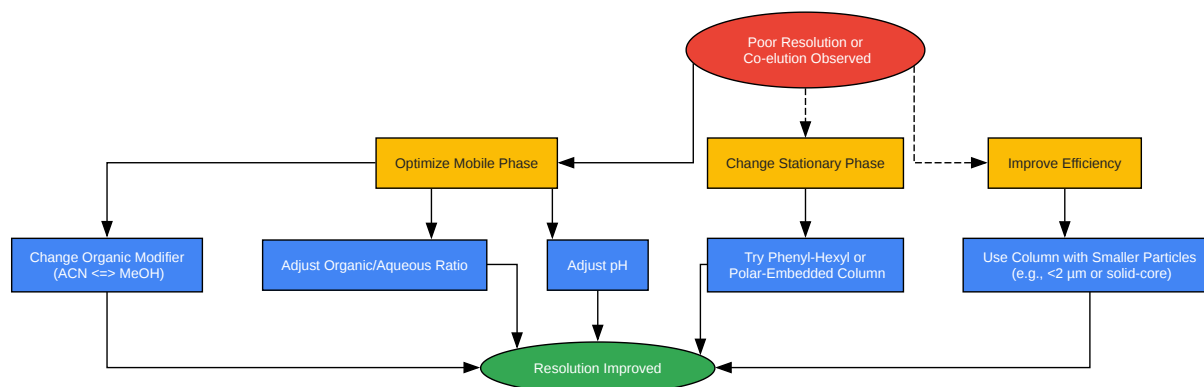 Poor Resolution or
Co-elution Observed
Optimize Mobile Phase
Change Stationary Phase
Improve Efficiency
Change Organic Modifier
(ACN <=> MeOH)
Adjust Organic/Aqueous Ratio
Adjust pH
Try Phenyl-Hexyl or
Polar-Embedded Column
Use Column with Smaller Particles
(e.g., <2 µm or solid-core)
Resolution Improved